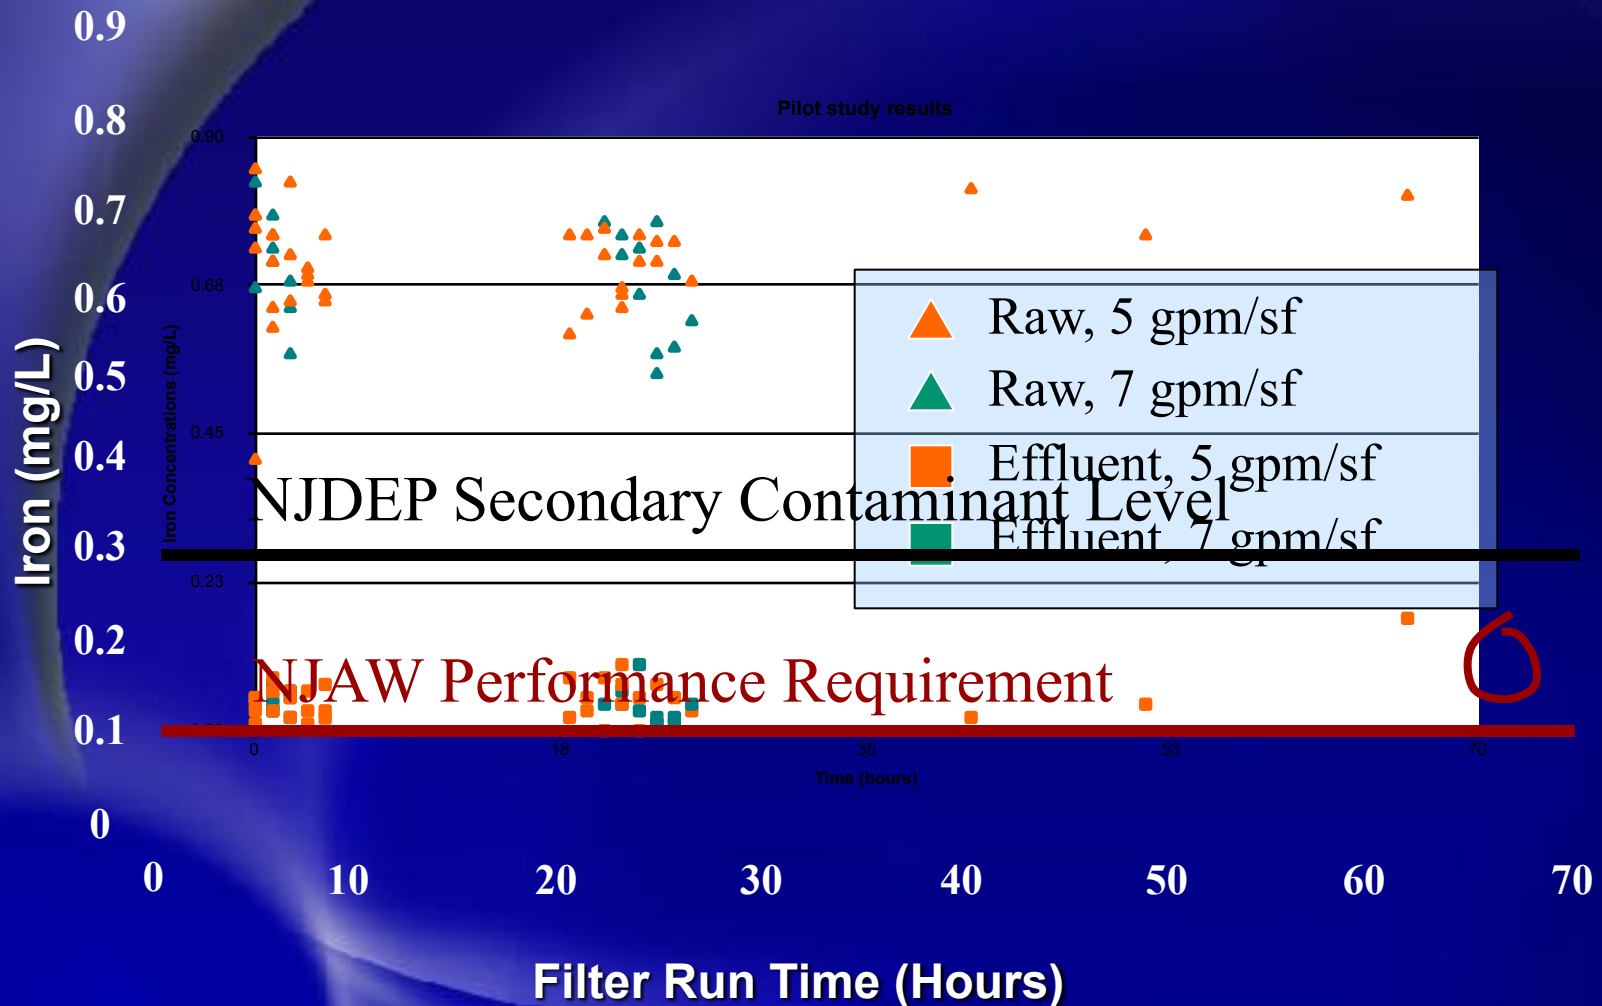 0.9
0.8
0.7
0.6
0.5
0.4
0.3
0.2
0.1
0
Iron (mg/L)
Pilot study results
0.90
0.68
0.45
0.23
Iron Concentrations (mg/L)
Raw, 5 gpm/sf
Raw, 7 gpm/sf
Effluent, 5 gpm/sf
NJDEP Secondary Contaminant Level
Effluent, 7 gpm/sf
NJAW Performance Requirement
0 18 35 53 70
Time (hours)
0 10 20 30 40 50 60 70
Filter Run Time (Hours)